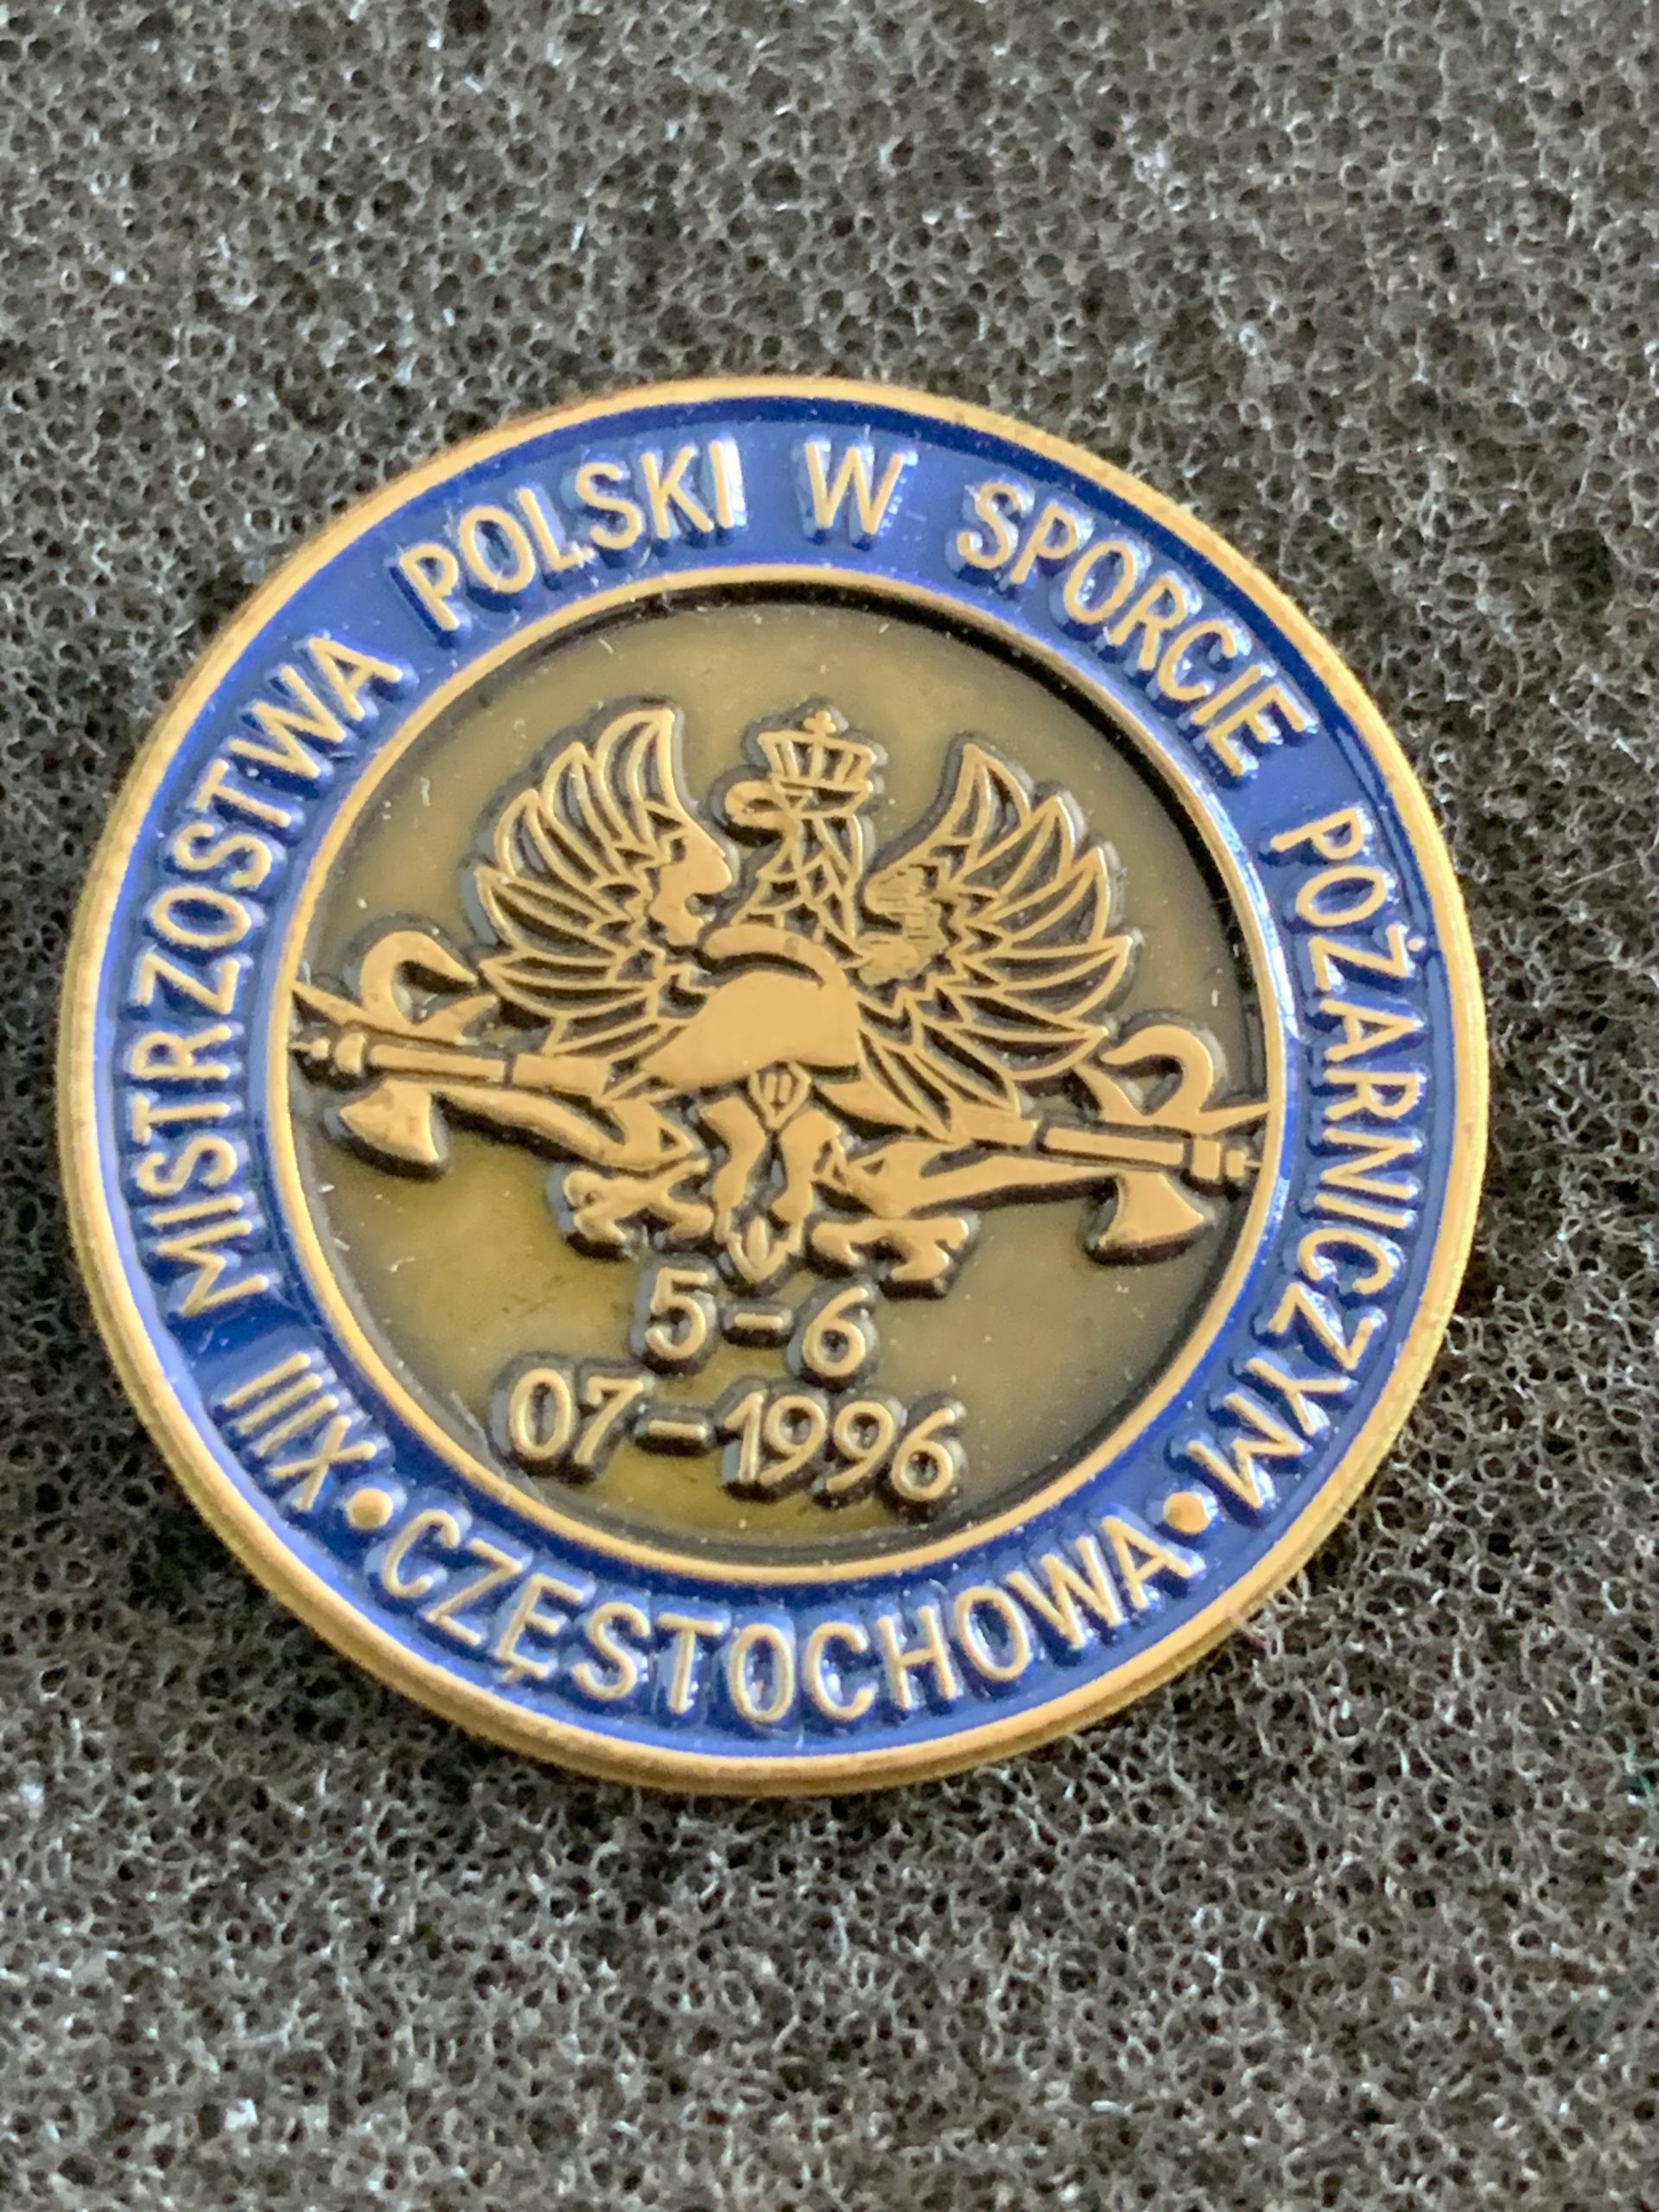 XIII MISTRZOSTWA POLSKI W SPORCIE POŻARNICZYM
• CZĘSTOCHOWA •
5-6
07-1996